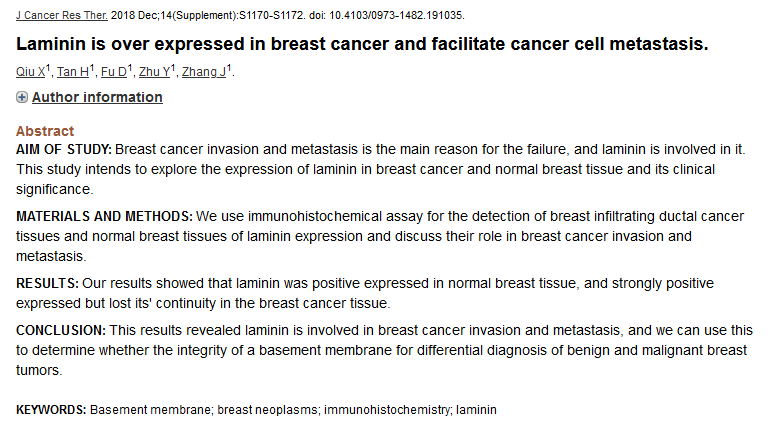 J Cancer Res Ther. 2018 Dec;14(Supplement):S1170-S1172. doi: 10.4103/0973-1482.191035.
Laminin is over expressed in breast cancer and facilitate cancer cell metastasis.
Qiu X1, Tan H1, Fu D1, Zhu Y1, Zhang J1.
Author information
Abstract
AIM OF STUDY: Breast cancer invasion and metastasis is the main reason for the failure, and laminin is involved in it.
This study intends to explore the expression of laminin in breast cancer and normal breast tissue and its clinical
significance.
MATERIALS AND METHODS: We use immunohistochemical assay for the detection of breast infiltrating ductal cancer
tissues and normal breast tissues of laminin expression and discuss their role in breast cancer invasion and
metastasis.
RESULTS: Our results showed that laminin was positive expressed in normal breast tissue, and strongly positive
expressed but lost its' continuity in the breast cancer tissue.
CONCLUSION: This results revealed laminin is involved in breast cancer invasion and metastasis, and we can use this
to determine whether the integrity of a basement membrane for differential diagnosis of benign and malignant breast
tumors.
KEYWORDS: Basement membrane; breast neoplasms; immunohistochemistry; laminin